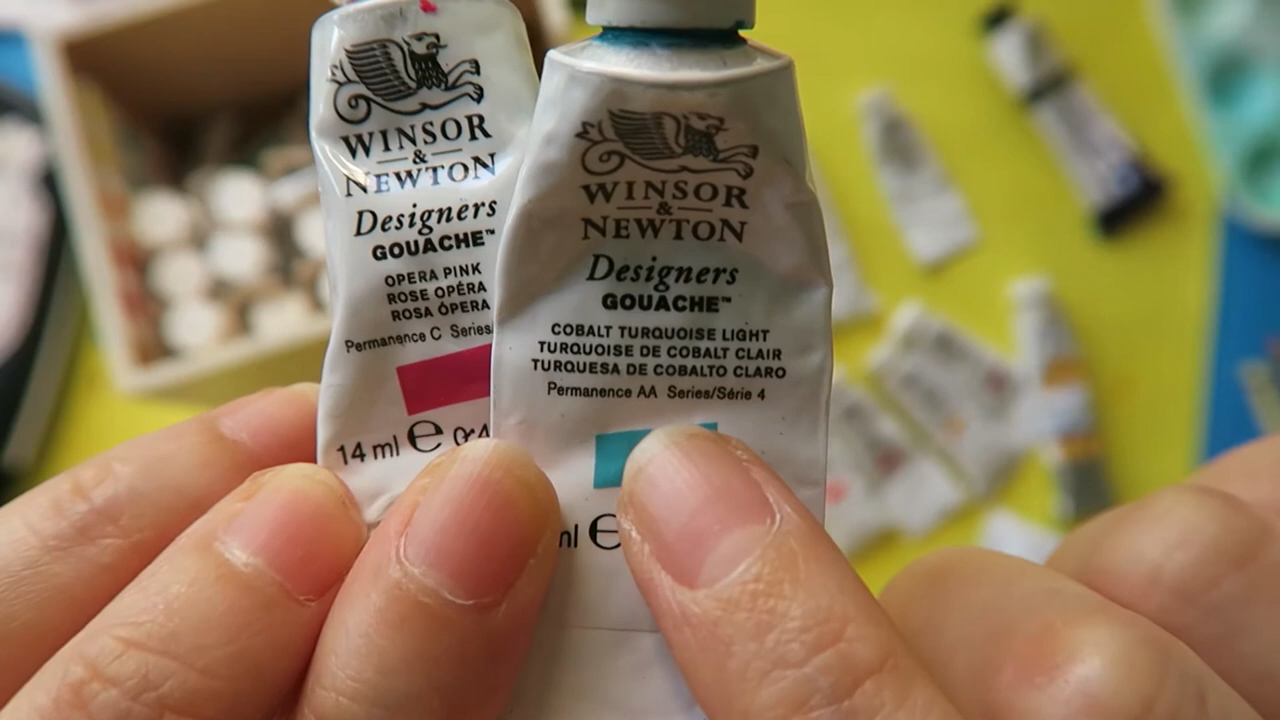 WINSOR
&
NEWTON
Designers
GOUACHE™
OPERA PINK
ROSE OPÉRA
ROSA ÓPERA
Permanence C Series/
14 ml e
WINSOR
&
NEWTON
Designers
GOUACHE™
COBALT TURQUOISE LIGHT
TURQUOISE DE COBALT CLAIR
TURQUESA DE COBALTO CLARO
Permanence AA Series/Série 4
ml e